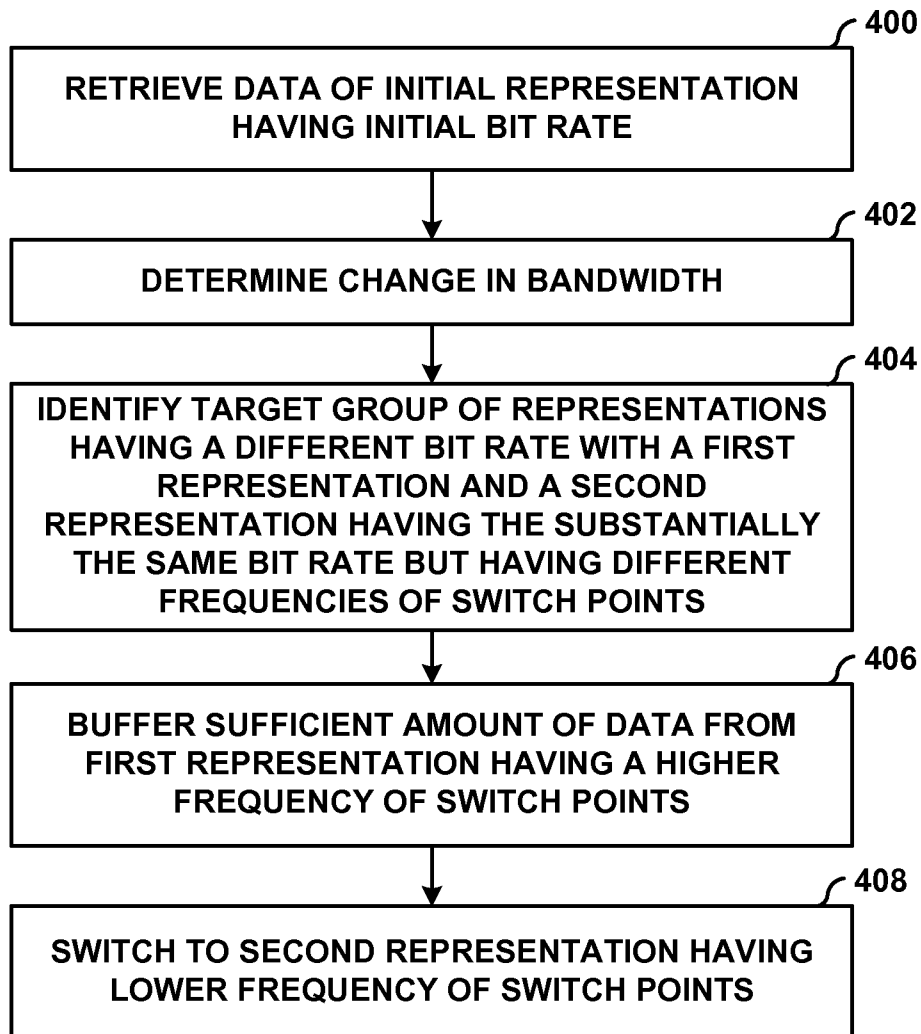 400
RETRIEVE DATA OF INITIAL REPRESENTATION
HAVING INITIAL BIT RATE
402
DETERMINE CHANGE IN BANDWIDTH
404
IDENTIFY TARGET GROUP OF REPRESENTATIONS
HAVING A DIFFERENT BIT RATE WITH A FIRST
REPRESENTATION AND A SECOND
REPRESENTATION HAVING THE SUBSTANTIALLY
THE SAME BIT RATE BUT HAVING DIFFERENT
FREQUENCIES OF SWITCH POINTS
406
BUFFER SUFFICIENT AMOUNT OF DATA FROM
FIRST REPRESENTATION HAVING A HIGHER
FREQUENCY OF SWITCH POINTS
408
SWITCH TO SECOND REPRESENTATION HAVING
LOWER FREQUENCY OF SWITCH POINTS